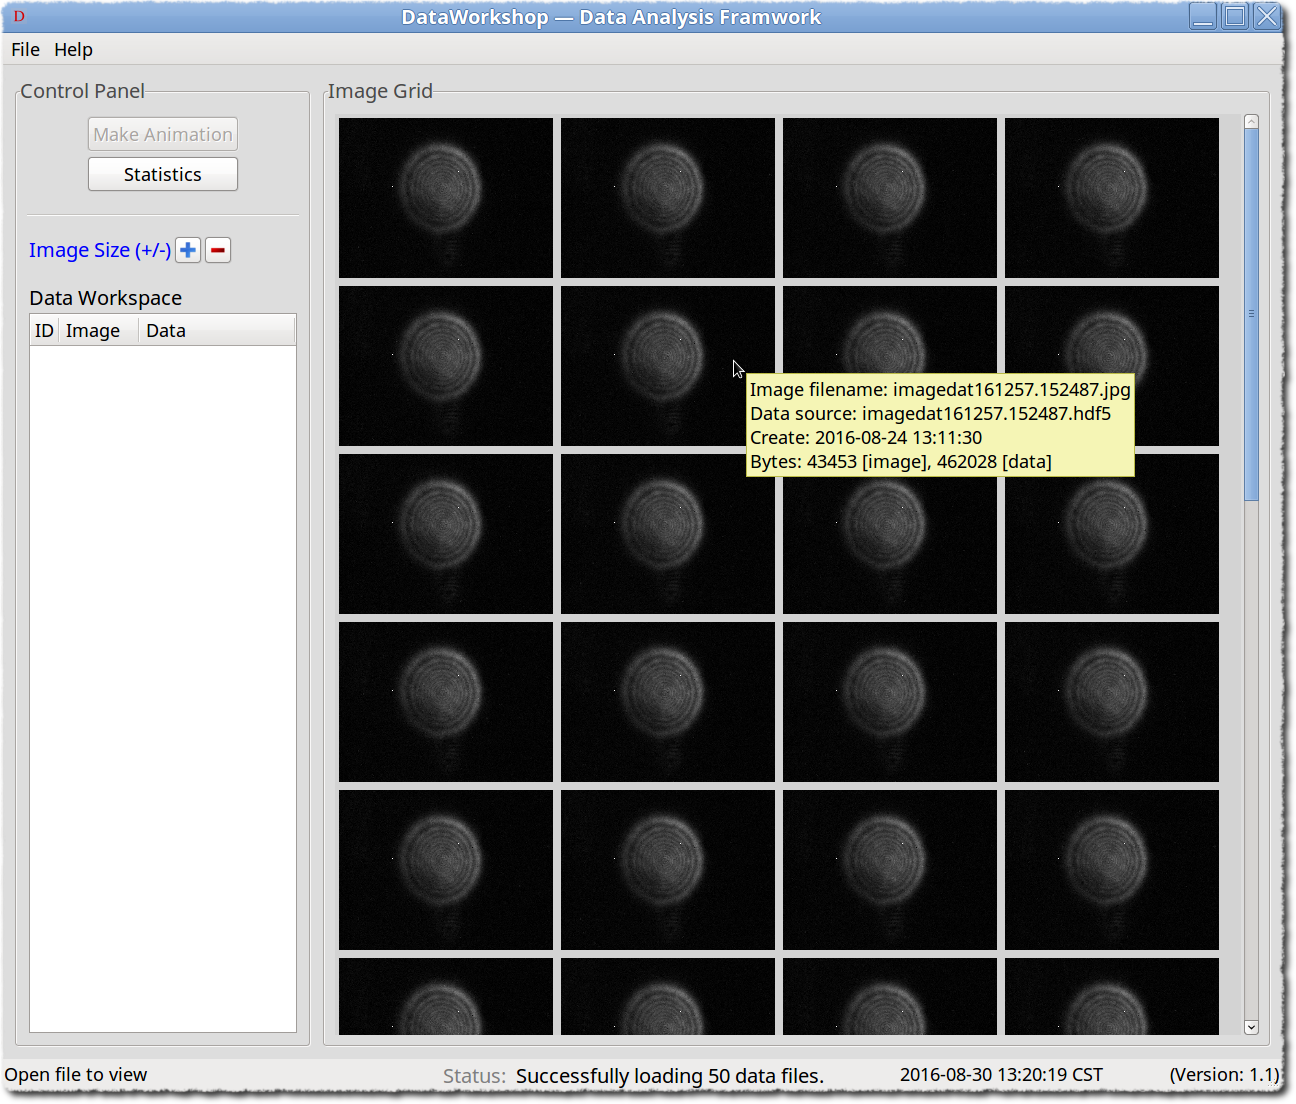 D
DataWorkshop — Data Analysis Framwork
File Help
Control Panel
Make Animation
Statistics
Image Size (+/-)
Data Workspace
ID Image Data
Image Grid
Image filename: imagedat161257.152487.jpg
Data source: imagedat161257.152487.hdf5
Create: 2016-08-24 13:11:30
Bytes: 43453 [image], 462028 [data]
Open file to view Status: Successfully loading 50 data files. 2016-08-30 13:20:19 CST (Version: 1.1)